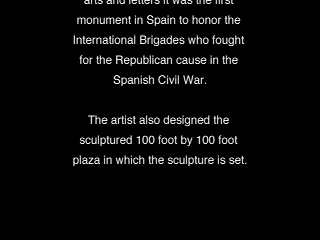 arts and letters it was the first
monument in Spain to honor the
International Brigades who fought
for the Republican cause in the
Spanish Civil War.
The artist also designed the
sculptured 100 foot by 100 foot
plaza in which the sculpture is set.